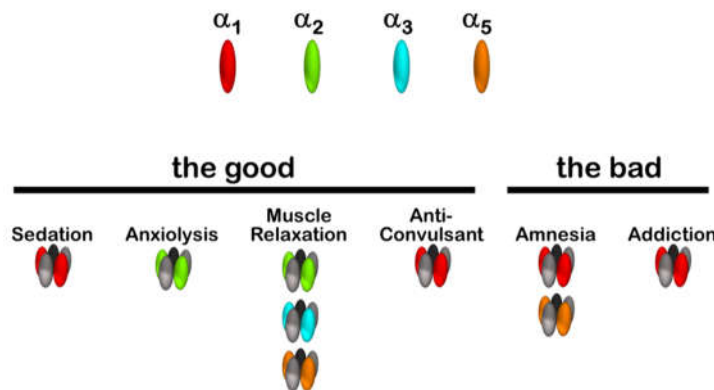 α1 α2 α3 α5
the good the bad
Sedation Anxiolysis Muscle Relaxation Anti-Convulsant Amnesia Addiction